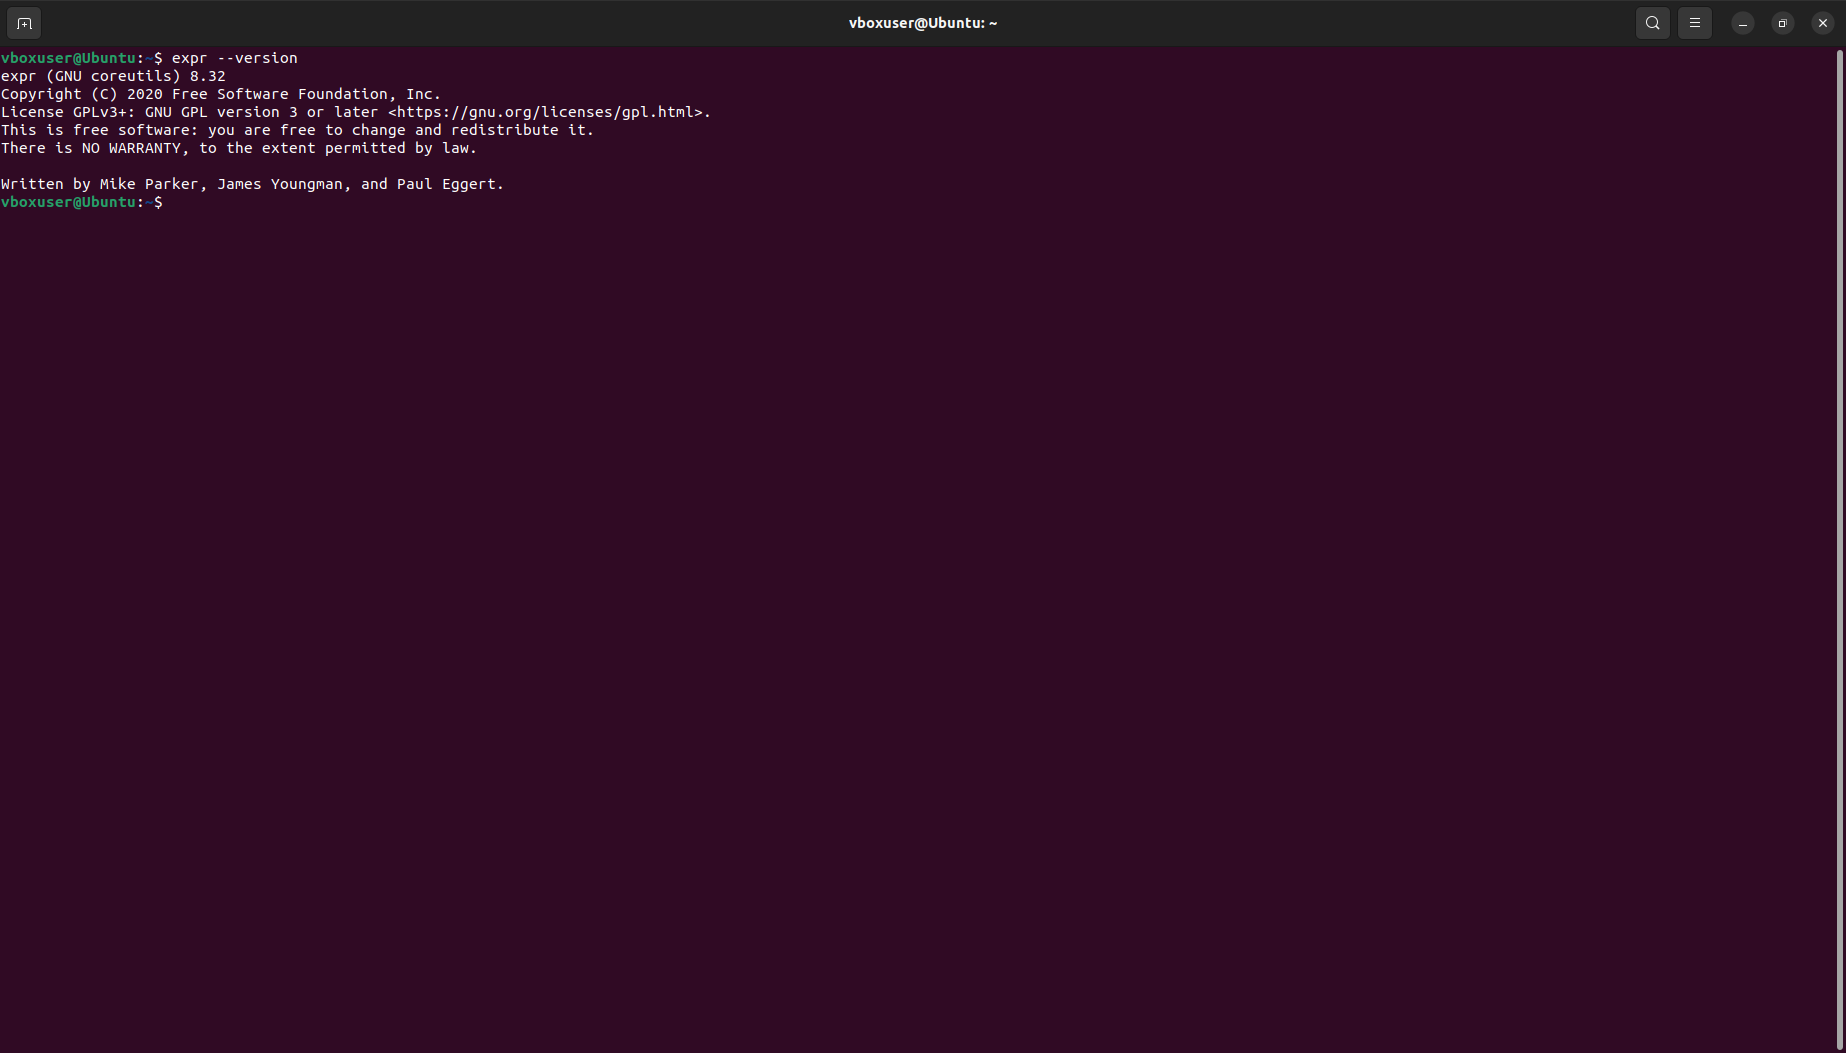 vboxuser@Ubuntu: ~
vboxuser@Ubuntu:~$ expr --version
expr (GNU coreutils) 8.32
Copyright (C) 2020 Free Software Foundation, Inc.
License GPLv3+: GNU GPL version 3 or later <https://gnu.org/licenses/gpl.html>.
This is free software: you are free to change and redistribute it.
There is NO WARRANTY, to the extent permitted by law.

Written by Mike Parker, James Youngman, and Paul Eggert.
vboxuser@Ubuntu:~$